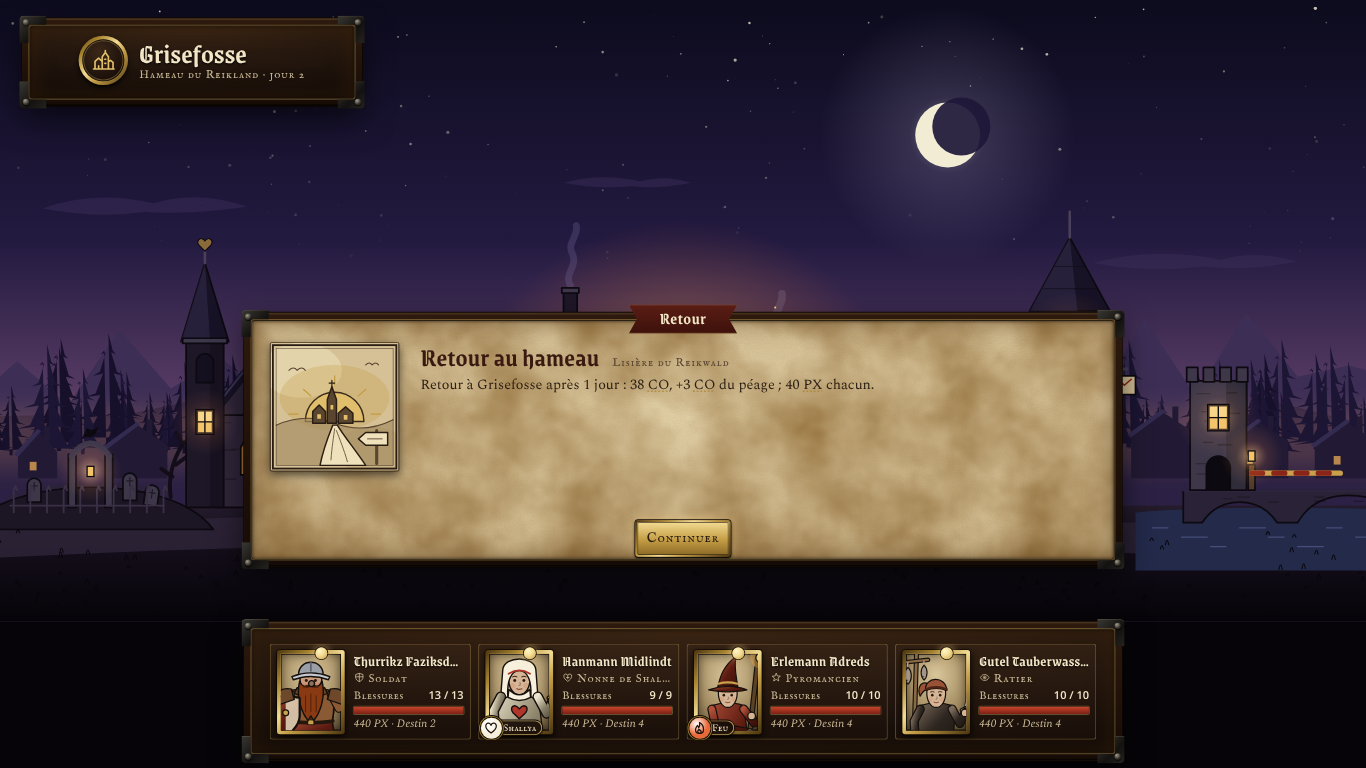 Grisefosse
Hameau du Reikland · jour 2
Retour
Retour au hameau Lisière du Reikwald
Retour à Grisefosse après 1 jour : 38 CO, +3 CO du péage ; 40 PX chacun.
Continuer
Thurrikz Faziksd...
Soldat
Blessures 13 / 13
440 PX · Destin 2
Hanmann Midlindt
Nonne de Shal...
Blessures 9 / 9
440 PX · Destin 4
Shallya
Erlemann Adreds
Pyromancien
Blessures 10 / 10
440 PX · Destin 4
Feu
Gutel Tauberwass...
Ratier
Blessures 10 / 10
440 PX · Destin 4